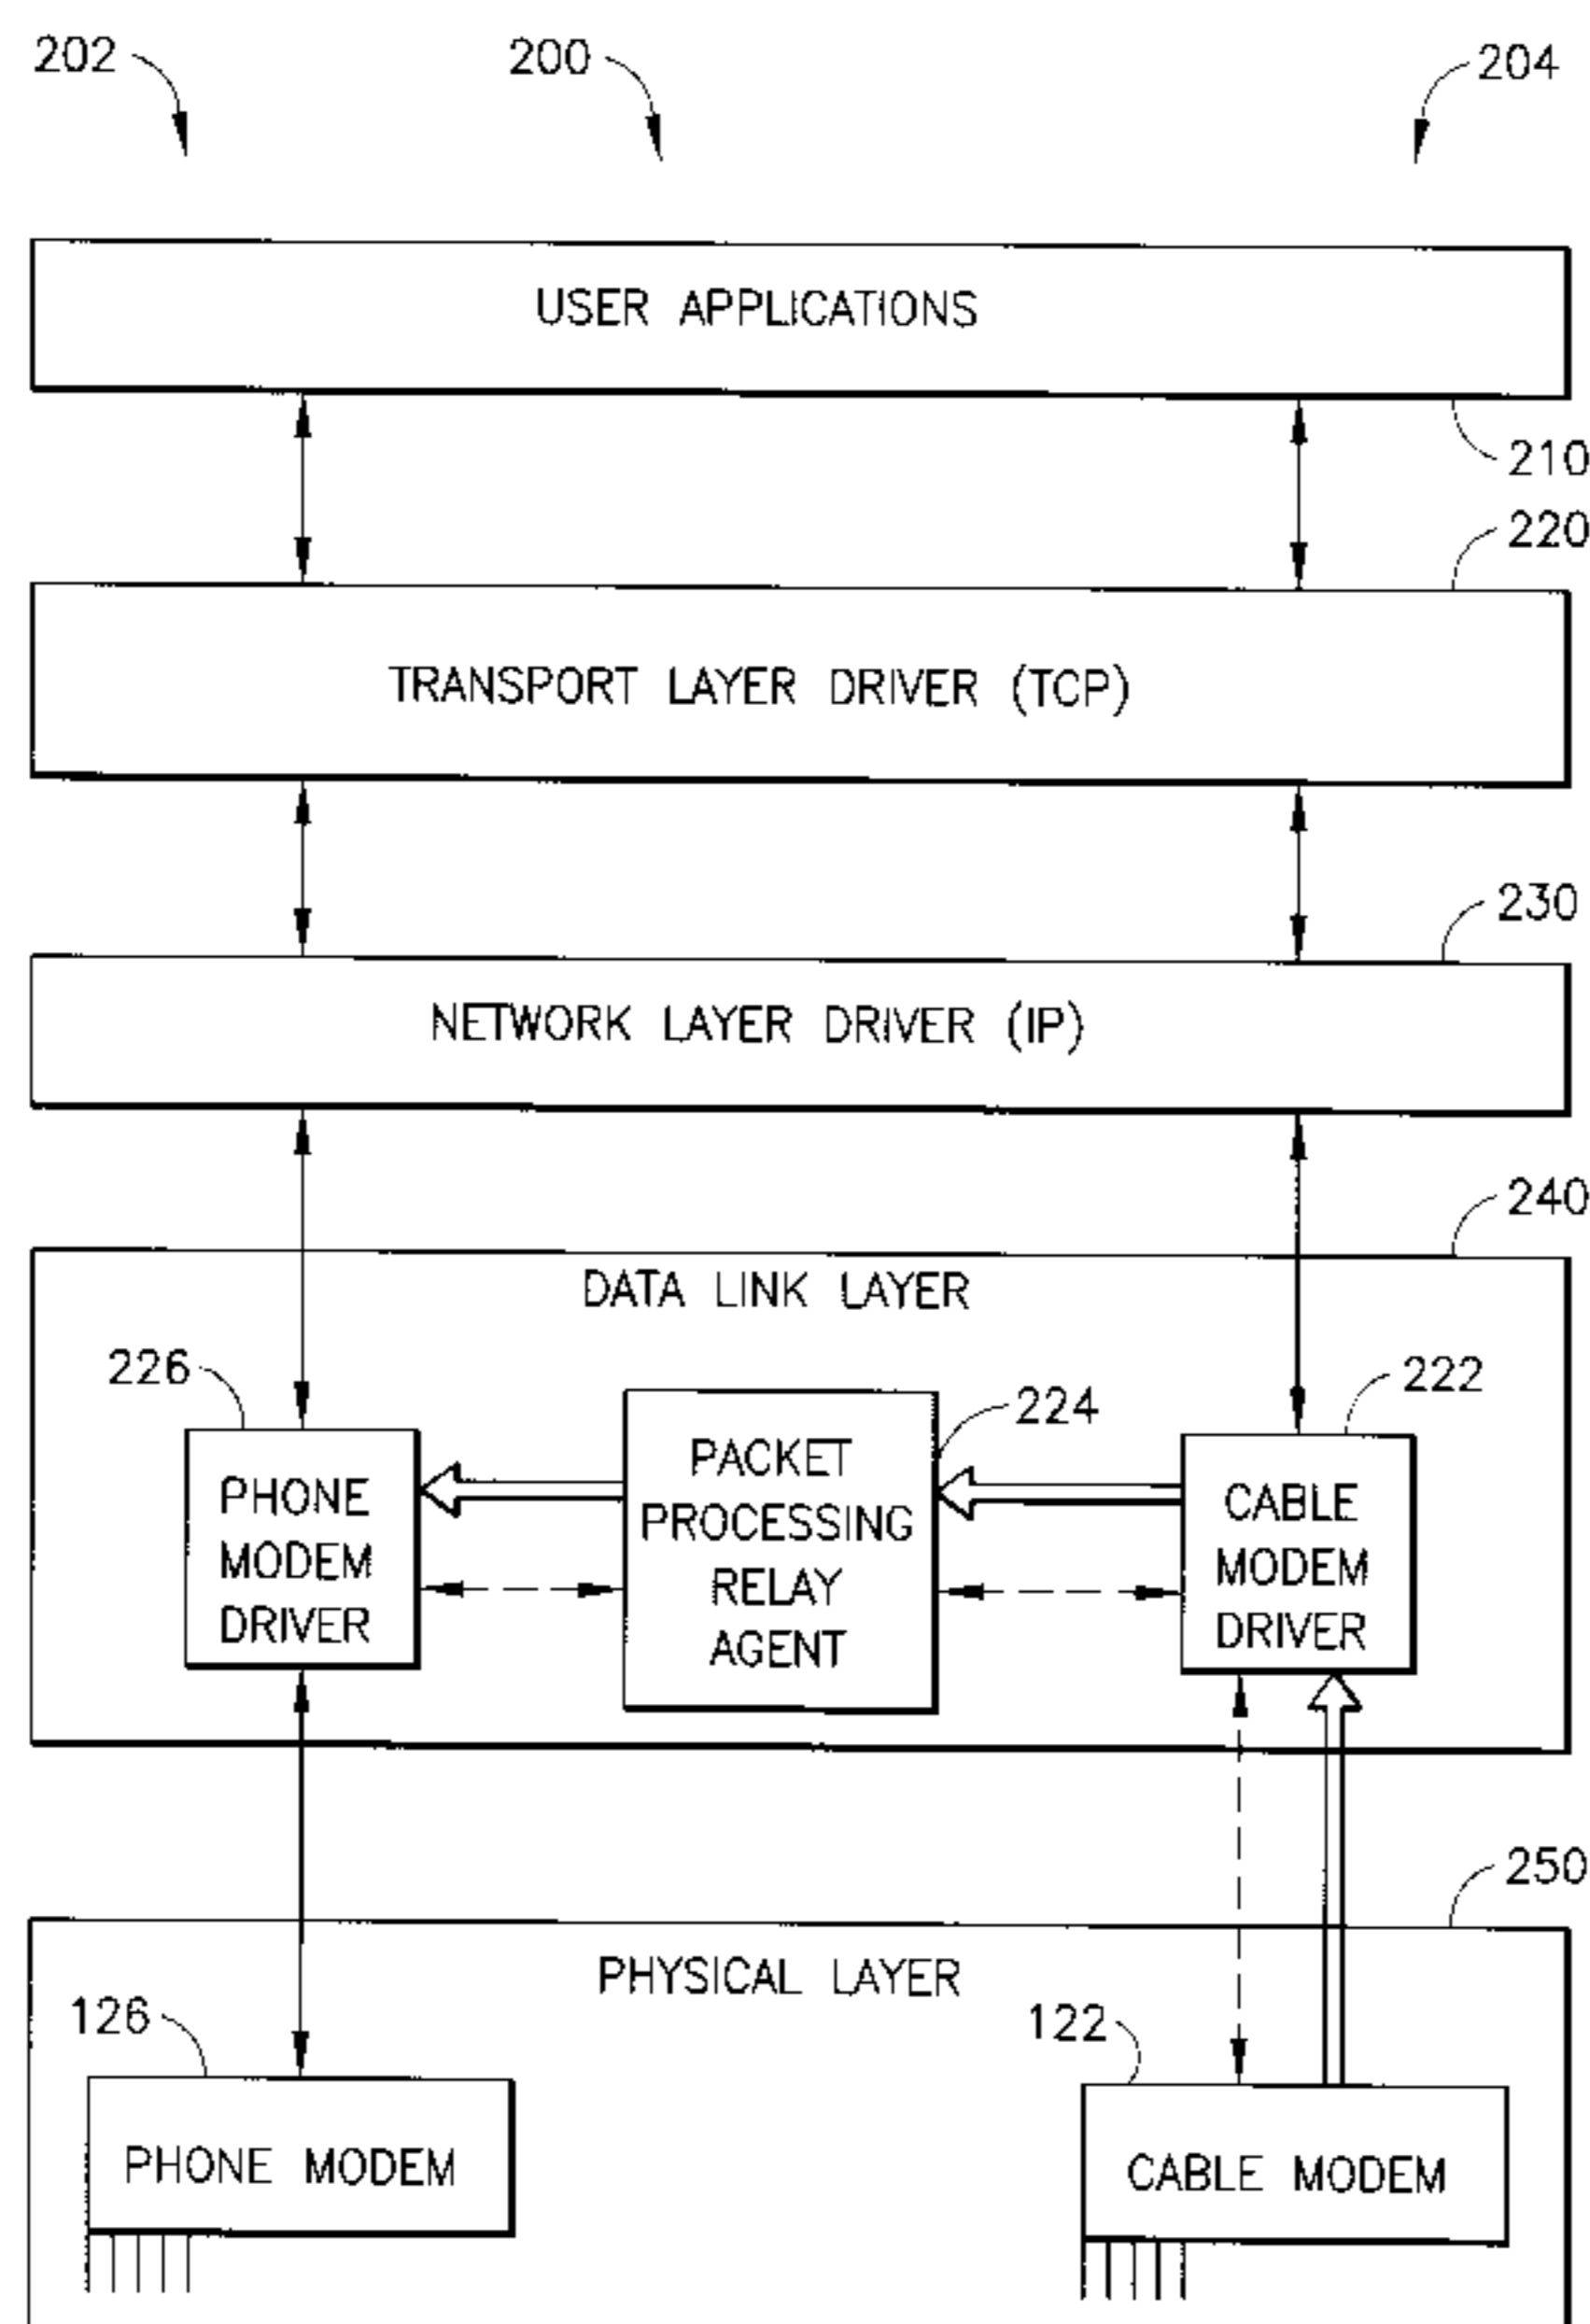 202
200
204
USER APPLICATIONS
210
220
TRANSPORT LAYER DRIVER (TCP)
230
NETWORK LAYER DRIVER (IP)
240
DATA LINK LAYER
226
224
222
PHONE
MODEM
DRIVER
PACKET
PROCESSING
RELAY
AGENT
CABLE
MODEM
DRIVER
250
PHYSICAL LAYER
126
122
PHONE MODEM
CABLE MODEM